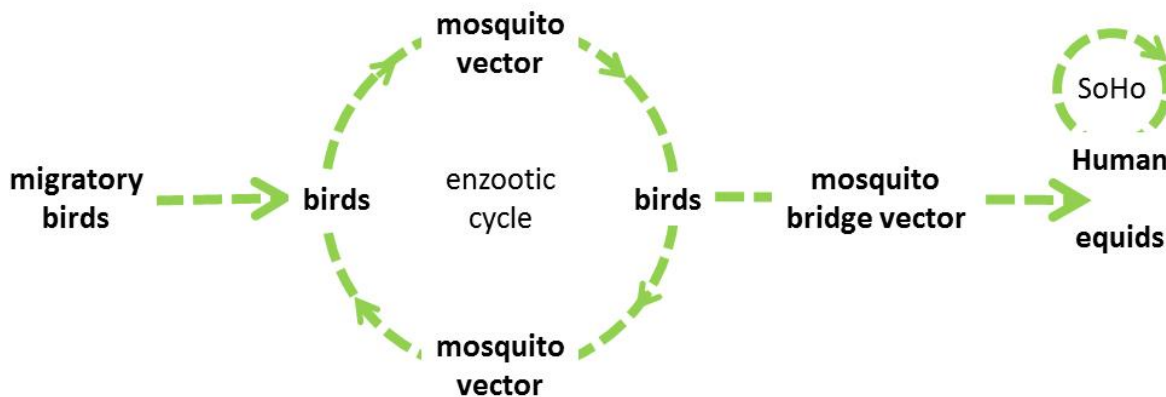 migratory
birds
birds
mosquito
vector
enzootic
cycle
mosquito
vector
birds
mosquito
bridge vector
SoHo
Human
equids